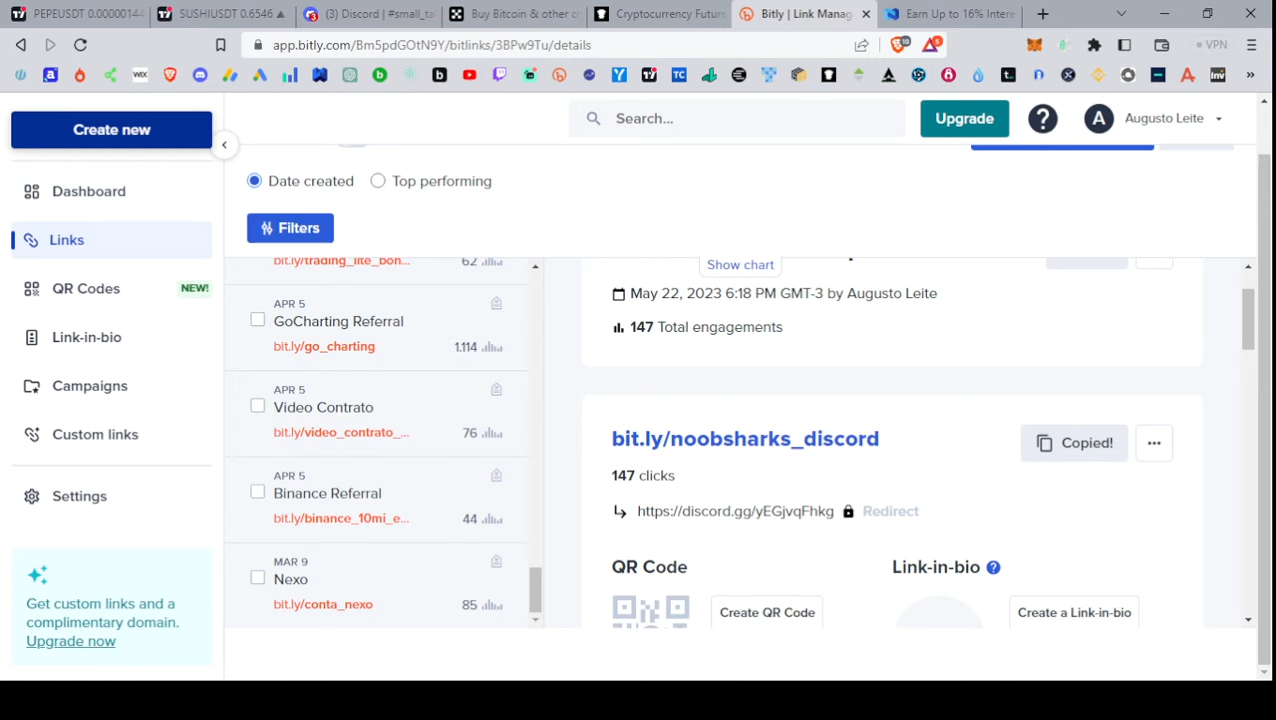 PEPEUSDT 0.00000144
SUSHIUSDT 0.6546 ▲
(3) Discord | #small_ta
Buy Bitcoin & other cr
Cryptocurrency Future
Bitly | Link Manag
Earn Up to 16% Intere
app.bitly.com/Bm5pdGOtN9Y/bitlinks/3BPw9Tu/details
VPN
Create new
Search...
Upgrade
?
A
Augusto Leite
Dashboard
Links
QR Codes
NEW!
Link-in-bio
Campaigns
Custom links
Settings
Get custom links and a
complimentary domain.
Upgrade now
Date created
Top performing
Filters
bit.ly/trading_lite_bon...
62
APR 5
GoCharting Referral
bit.ly/go_charting
1.114
APR 5
Video Contrato
bit.ly/video_contrato_...
76
APR 5
Binance Referral
bit.ly/binance_10mi_e...
44
MAR 9
Nexo
bit.ly/conta_nexo
85
Show chart
May 22, 2023 6:18 PM GMT-3 by Augusto Leite
147 Total engagements
bit.ly/noobsharks_discord
Copied!
147 clicks
https://discord.gg/yEGjvqFhkg
Redirect
QR Code
Create QR Code
Link-in-bio
Create a Link-in-bio